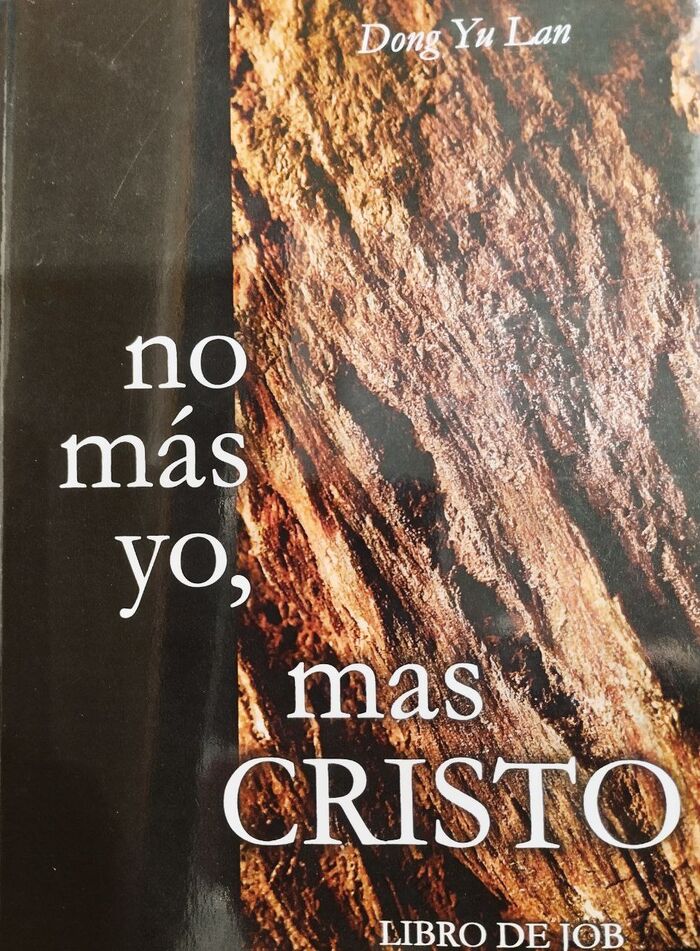 Dong Yu Lan
no
más
yo,
mas
CRISTO
LIBRO DE JOB